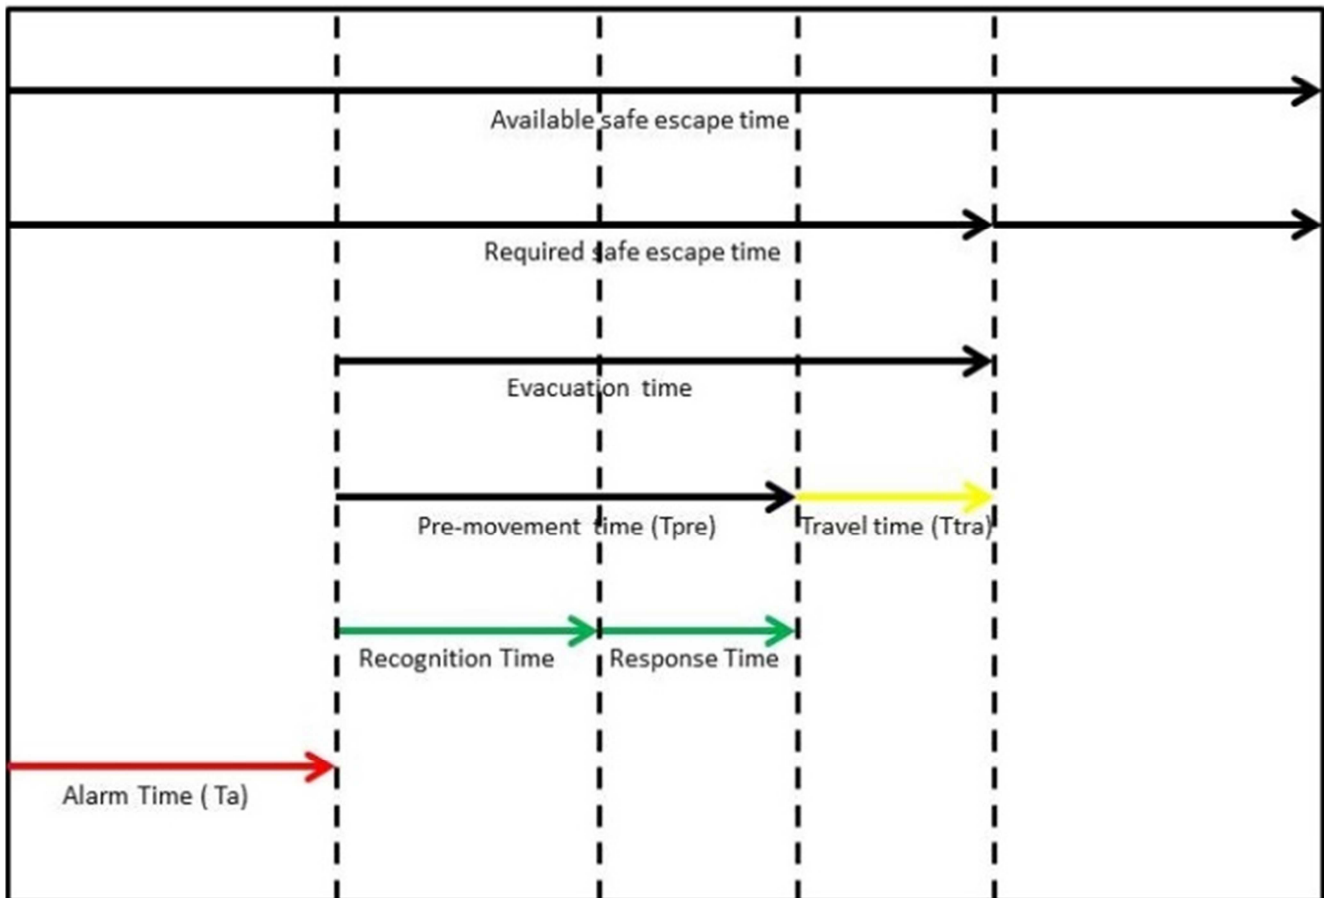 Available safe escape time
Required safe escape time
Evacuation time
Pre-movement time (Tpre)
Travel time (Ttra)
Recognition Time
Response Time
Alarm Time ( Ta)